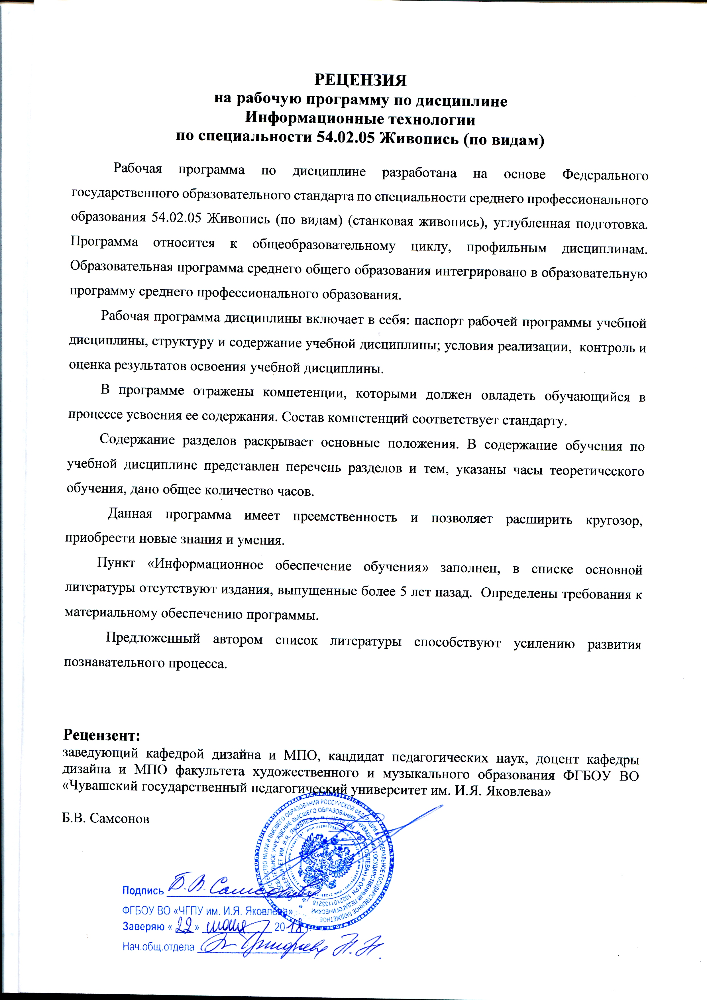 РЕЦЕНЗИЯ
на рабочую программу по дисциплине
Информационные технологии
по специальности 54.02.05 Живопись (по видам)
Рабочая программа по дисциплине разработана на основе Федерального
государственного образовательного стандарта по специальности среднего профессионального
образования 54.02.05 Живопись (по видам) (станковая живопись), углубленная подготовка.
Программа относится к общеобразовательному циклу, профильным дисциплинам.
Образовательная программа среднего общего образования интегрировано в образовательную
программу среднего профессионального образования.
Рабочая программа дисциплины включает в себя: паспорт рабочей программы учебной
дисциплины, структуру и содержание учебной дисциплины; условия реализации, контроль и
оценка результатов освоения учебной дисциплины.
В программе отражены компетенции, которыми должен овладеть обучающийся в
процессе усвоения ее содержания. Состав компетенций соответствует стандарту.
Содержание разделов раскрывает основные положения. В содержание обучения по
учебной дисциплине представлен перечень разделов и тем, указаны часы теоретического
обучения, дано общее количество часов.
Данная программа имеет преемственность и позволяет расширить кругозор,
приобрести новые знания и умения.
Пункт «Информационное обеспечение обучения» заполнен, в списке основной
литературы отсутствуют издания, выпущенные более 5 лет назад. Определены требования к
материальному обеспечению программы.
Предложенный автором список литературы способствуют усилению развития
познавательного процесса.
Рецензент:
заведующий кафедрой дизайна и МПО, кандидат педагогических наук, доцент кафедры
дизайна и МПО факультета художественного и музыкального образования ФГБОУ ВО
«Чувашский государственный педагогический университет им. И.Я. Яковлева»
Б.В. Самсонов
Подпись Б.В. Самсонова
ФГБОУ ВО «ЧГПУ им. И.Я. Яковлева»
Заверяю « 22 » июня 20 18 г.
Нач.общ.отдела